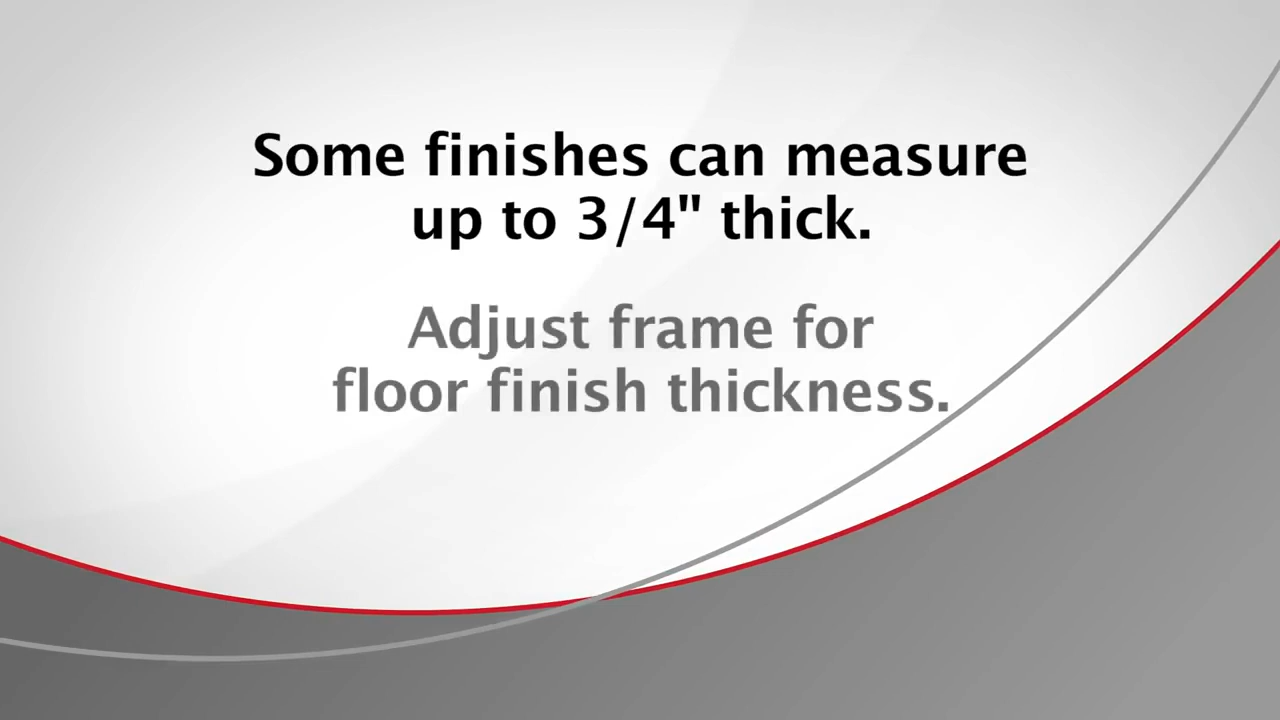 Some finishes can measure
up to 3/4" thick.
Adjust frame for
floor finish thickness.